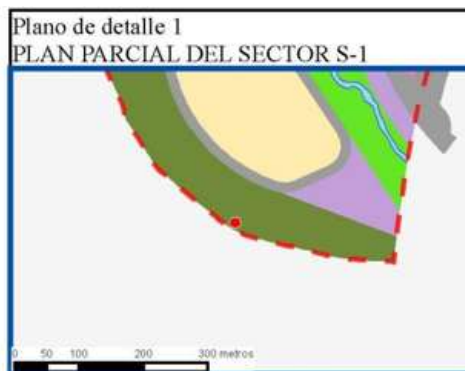 Plano de detalle 1
PLAN PARCIAL DEL SECTOR S-1
0 50 100 200 300 metros